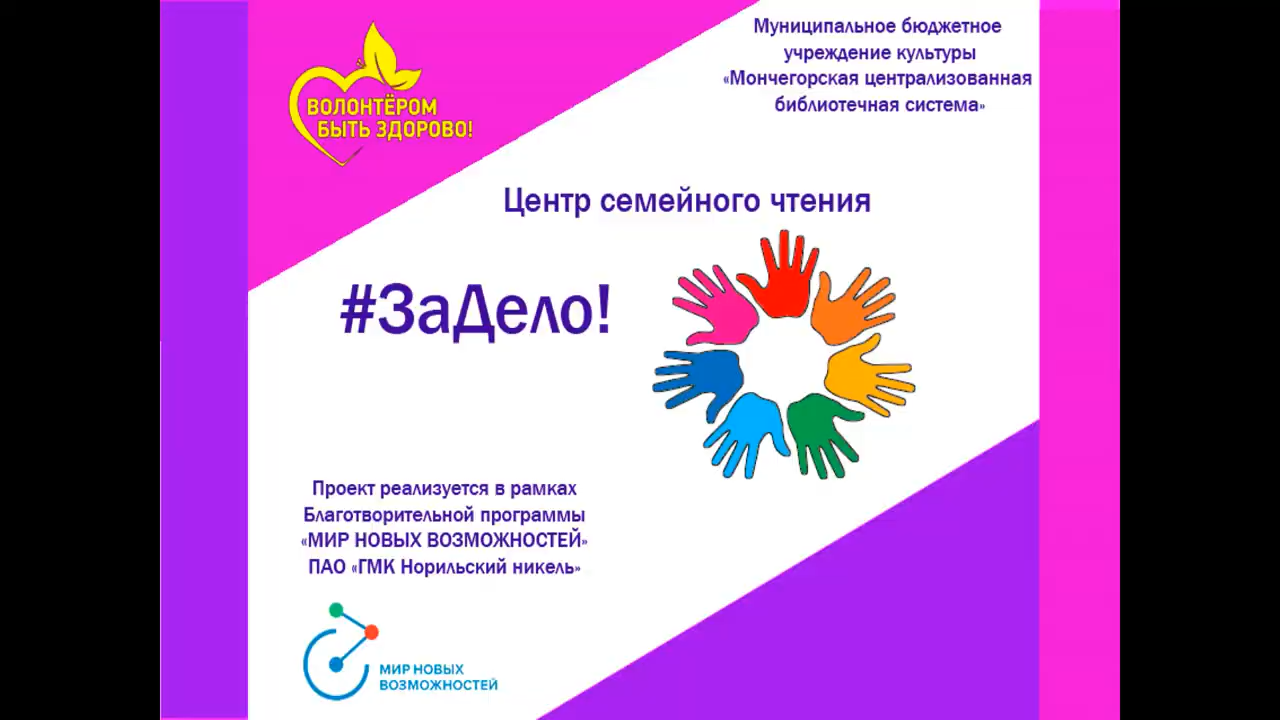 Муниципальное бюджетное
учреждение культуры
«Мончегорская централизованная
библиотечная система»
ВОЛОНТЁРОМ
БЫТЬ ЗДОРОВО!
Центр семейного чтения
#ЗаДело!
Проект реализуется в рамках
Благотворительной программы
«МИР НОВЫХ ВОЗМОЖНОСТЕЙ»
ПАО «ГМК Норильский никель»
МИР НОВЫХ
ВОЗМОЖНОСТЕЙ